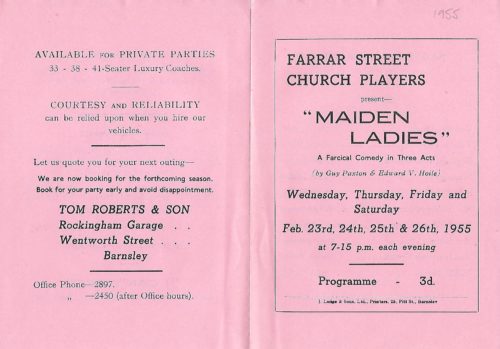 AVAILABLE FOR PRIVATE PARTIES
33 - 38 - 41-Seater Luxury Coaches.
COURTESY AND RELIABILITY
can be relied upon when you hire our
vehicles.
Let us quote you for your next outing—
We are now booking for the forthcoming season.
Book for your party early and avoid disappointment.
TOM ROBERTS & SON
Rockingham Garage . .
Wentworth Street . . .
Barnsley
Office Phone—2897.
„ —2450 (after Office hours).
1955
FARRAR STREET
CHURCH PLAYERS
present—
"MAIDEN
LADIES"
A Farcical Comedy in Three Acts
(by Guy Paxton & Edward V. Hoile)
Wednesday, Thursday, Friday and
Saturday
Feb. 23rd, 24th, 25th & 26th, 1955
at 7-15 p.m. each evening
Programme - 3d.
J. Lodge & Sons, Ltd., Printers, 25, Pitt St., Barnsley